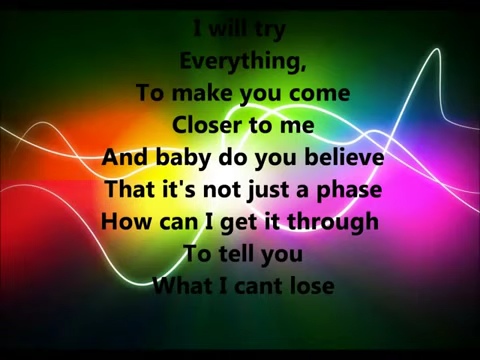 I will try
Everything,
To make you come
Closer to me
And baby do you believe
That it's not just a phase
How can I get it through
To tell you
What I cant lose